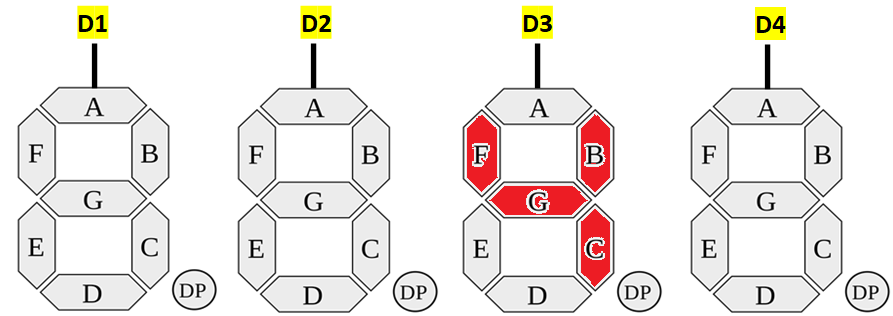 D1 D2 D3 D4
A A A A
F B F B F B F B
G G G G
E C E C E C E C
D DP D DP D DP D DP